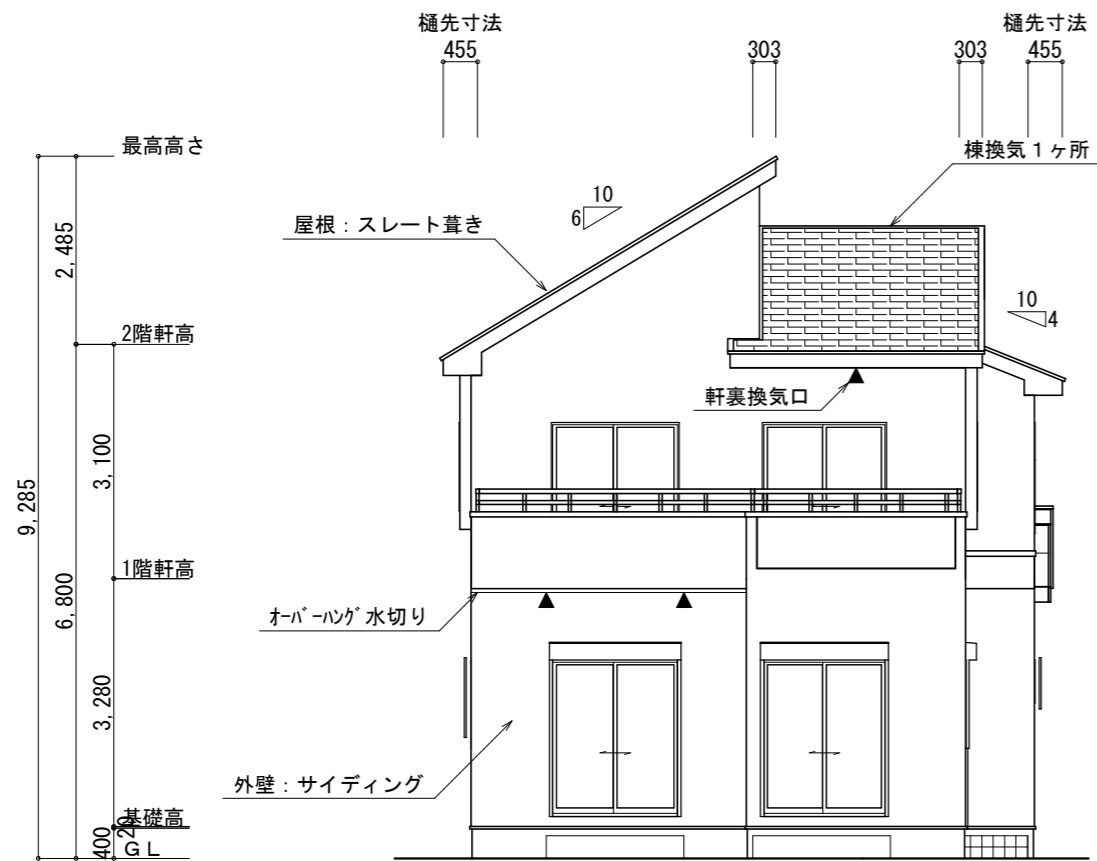 樋先寸法
樋先寸法
455
303
303
455
最高高さ
棟換気1ヶ所
10
6
屋根：スレート葺き
2,485
10
4
2階軒高
軒裏換気口
3,100
9,285
1階軒高
6,800
ｵｰﾊﾞｰﾊﾝｸﾞ水切り
3,280
外壁：サイディング
基礎高
20
400
ＧＬ